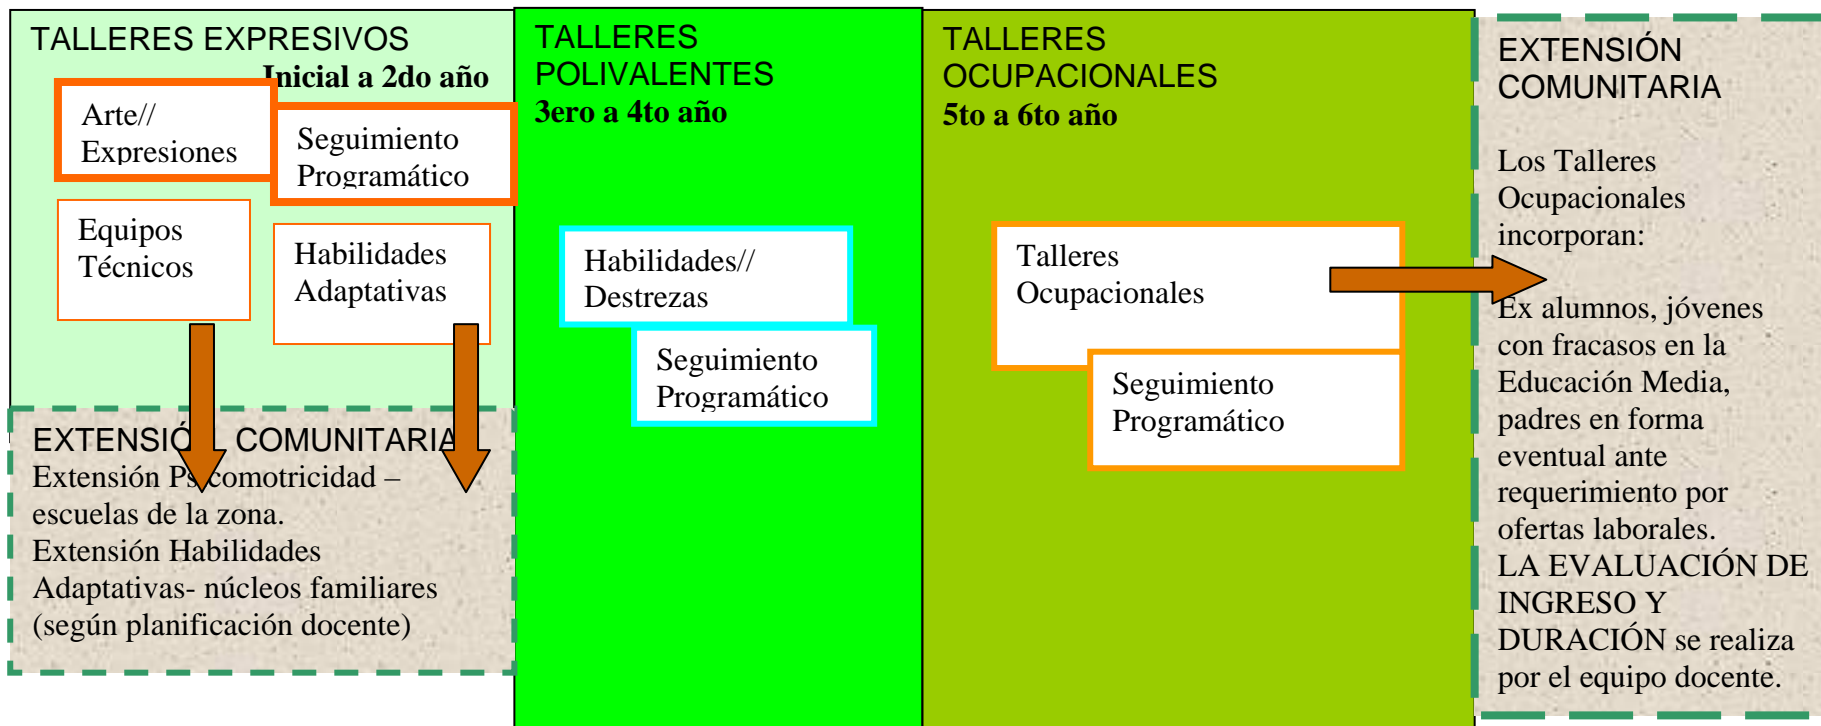 TALLERES EXPRESIVOS
Inicial a 2do año
Arte//
Expresiones
Seguimiento
Programático
Equipos
Técnicos
Habilidades
Adaptativas
EXTENSIÓN COMUNITARIA
Extensión Psicomotricidad –
escuelas de la zona.
Extensión Habilidades
Adaptativas- núcleos familiares
(según planificación docente)
TALLERES
POLIVALENTES
3ero a 4to año
Habilidades//
Destrezas
Seguimiento
Programático
TALLERES
OCUPACIONALES
5to a 6to año
Talleres
Ocupacionales
Seguimiento
Programático
EXTENSIÓN
COMUNITARIA
Los Talleres
Ocupacionales
incorporan:
Ex alumnos, jóvenes
con fracasos en la
Educación Media,
padres en forma
eventual ante
requerimiento por
ofertas laborales.
LA EVALUACIÓN DE
INGRESO Y
DURACIÓN se realiza
por el equipo docente.